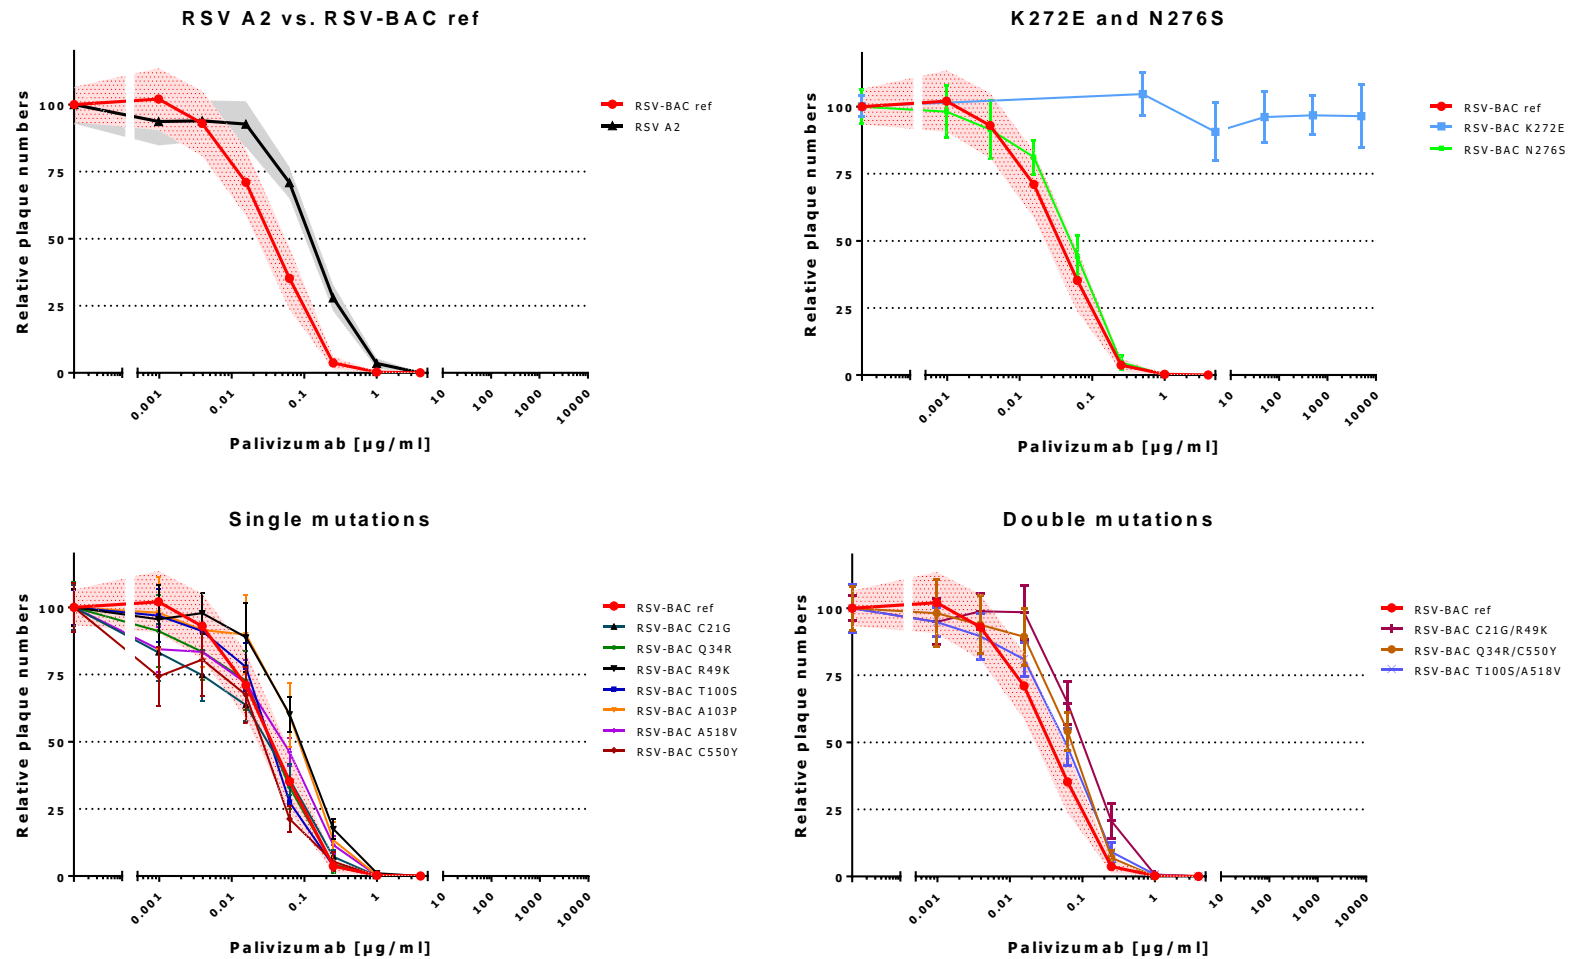 RSV A2 vs. RSV-BAC ref
Relative plaque numbers
100
75
50
25
0
0.001
0.01
0.1
1
10
100
1000
10000
Palivizumab [µg/ml]
RSV-BAC ref
RSV A2
K272E and N276S
Relative plaque numbers
100
75
50
25
0
0.001
0.01
0.1
1
10
100
1000
10000
Palivizumab [µg/ml]
RSV-BAC ref
RSV-BAC K272E
RSV-BAC N276S
Single mutations
Relative plaque numbers
100
75
50
25
0
0.001
0.01
0.1
1
10
100
1000
10000
Palivizumab [µg/ml]
RSV-BAC ref
RSV-BAC C21G
RSV-BAC Q34R
RSV-BAC R49K
RSV-BAC T100S
RSV-BAC A103P
RSV-BAC A518V
RSV-BAC C550Y
Double mutations
Relative plaque numbers
100
75
50
25
0
0.001
0.01
0.1
1
10
100
1000
10000
Palivizumab [µg/ml]
RSV-BAC ref
RSV-BAC C21G/R49K
RSV-BAC Q34R/C550Y
RSV-BAC T100S/A518V